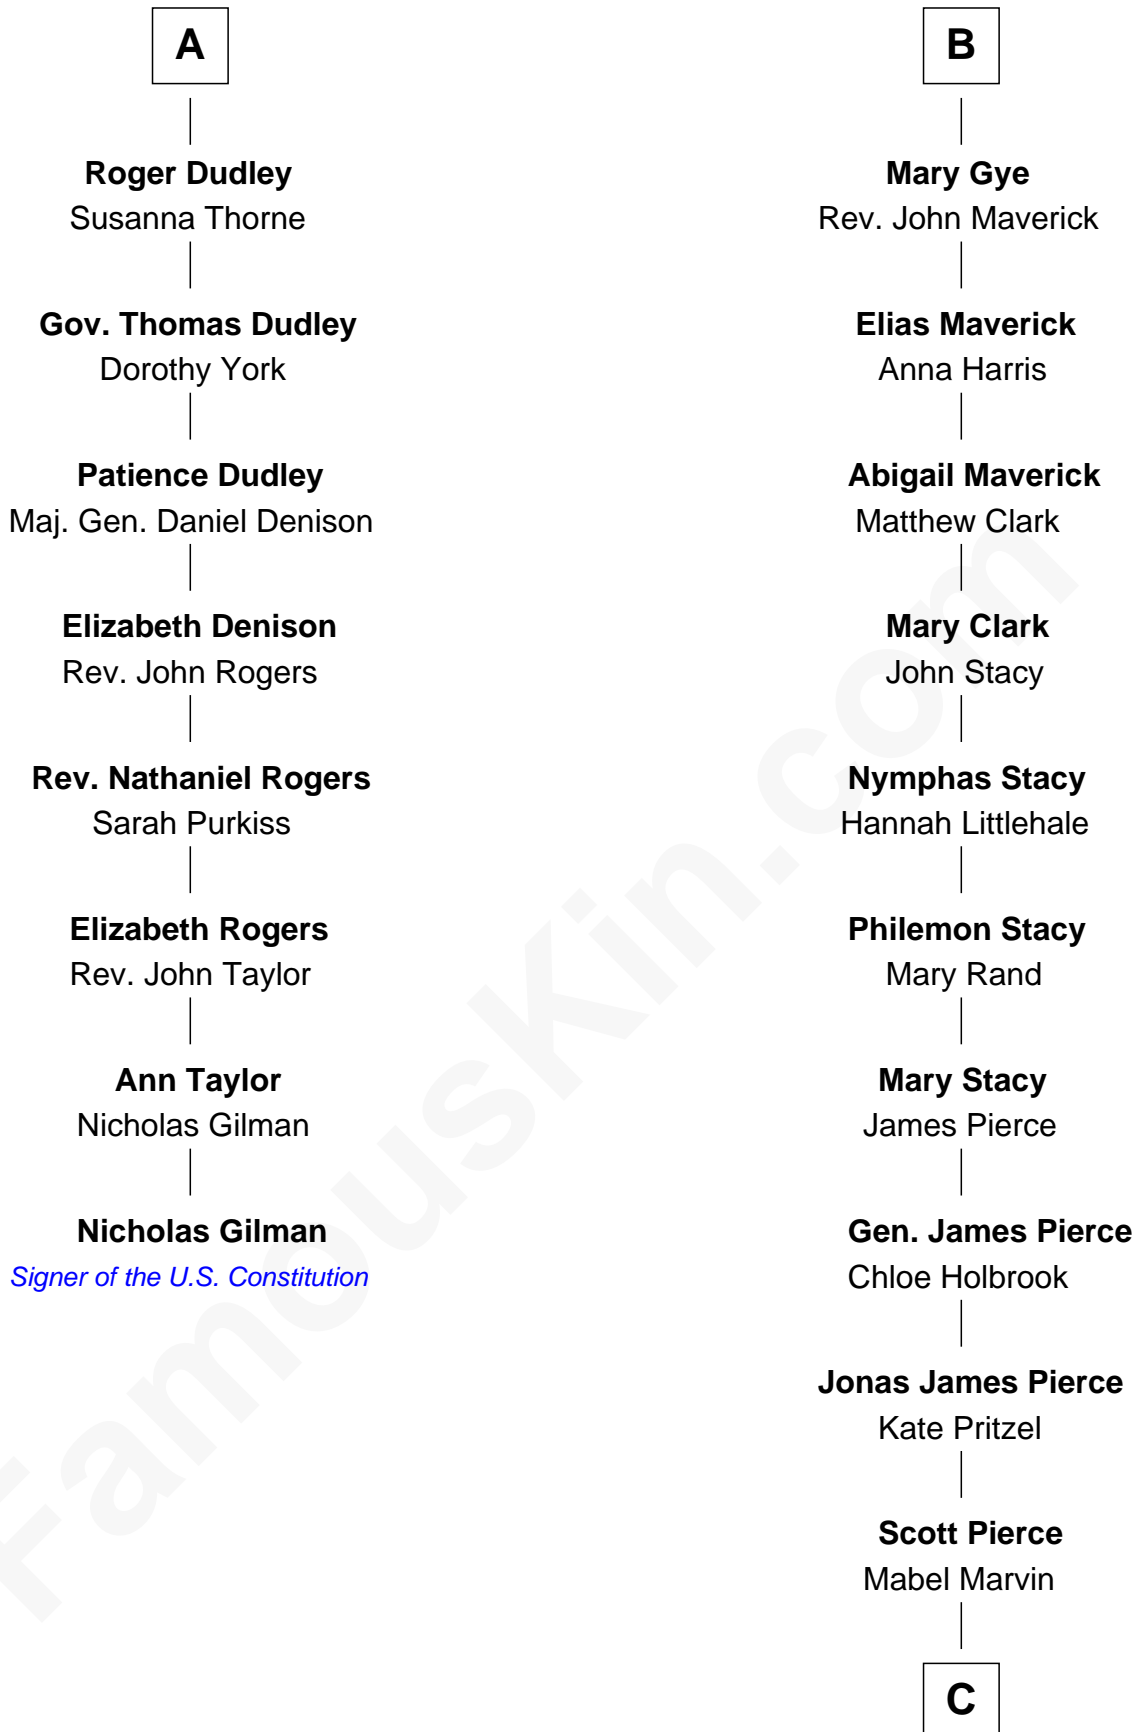 A
Roger Dudley
Susanna Thorne
Gov. Thomas Dudley
Dorothy York
Patience Dudley
Maj. Gen. Daniel Denison
Elizabeth Denison
Rev. John Rogers
Rev. Nathaniel Rogers
Sarah Purkiss
Elizabeth Rogers
Rev. John Taylor
Ann Taylor
Nicholas Gilman
Nicholas Gilman
Signer of the U.S. Constitution
B
Mary Gye
Rev. John Maverick
Elias Maverick
Anna Harris
Abigail Maverick
Matthew Clark
Mary Clark
John Stacy
Nymphas Stacy
Hannah Littlehale
Philemon Stacy
Mary Rand
Mary Stacy
James Pierce
Gen. James Pierce
Chloe Holbrook
Jonas James Pierce
Kate Pritzel
Scott Pierce
Mabel Marvin
C
FamousKin.com